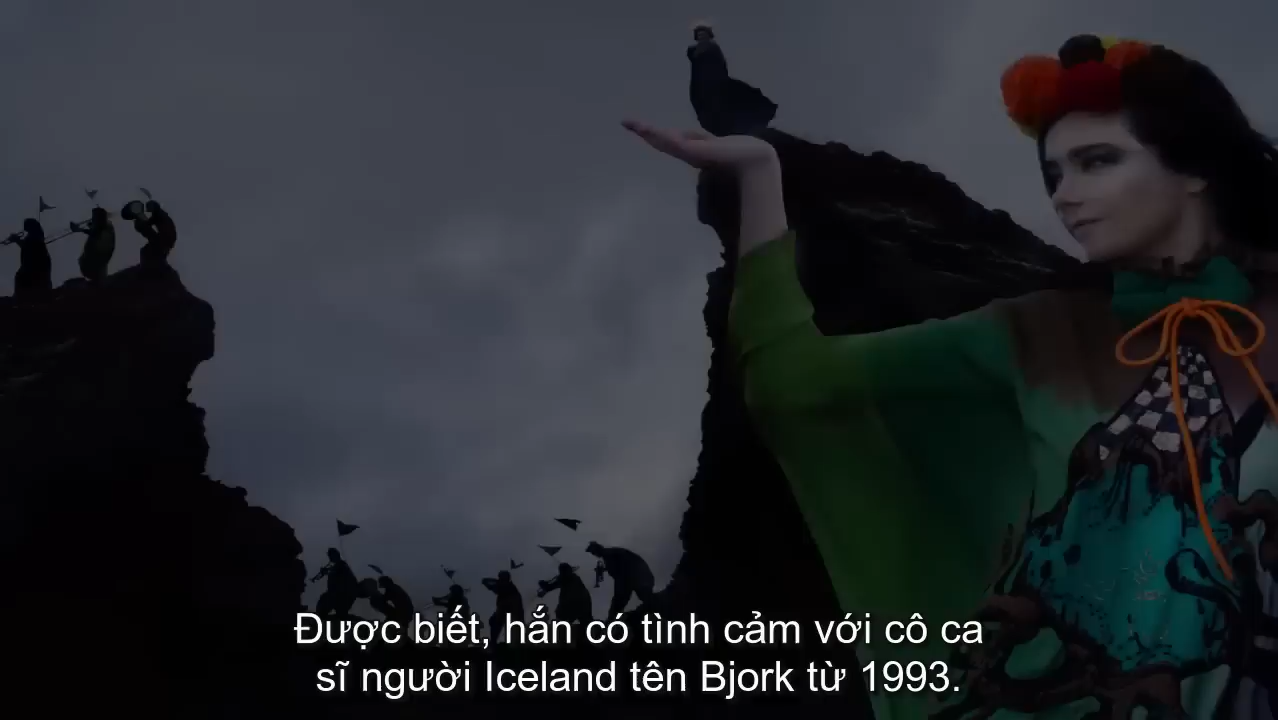 Được biết, hắn có tình cảm với cô ca
sĩ người Iceland tên Bjork từ 1993.